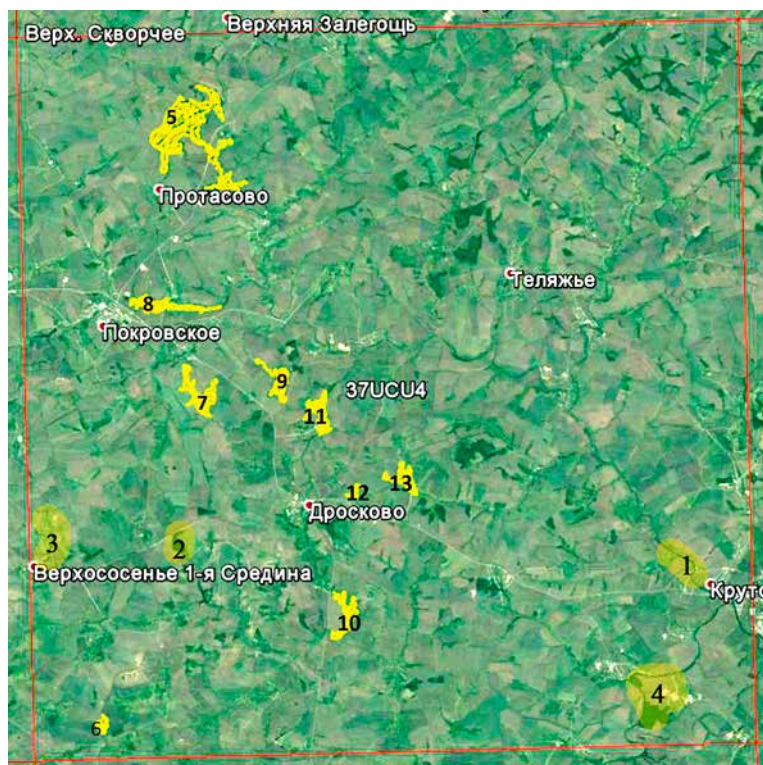 Верхняя Залегощь
Верх. Скворчее
5
Протасово
Теляжье
8
Покровское
9
37UCU4
7
11
13
12
Дросково
3
2
1
Верхососенье 1-я Средина
Круто
10
4
6